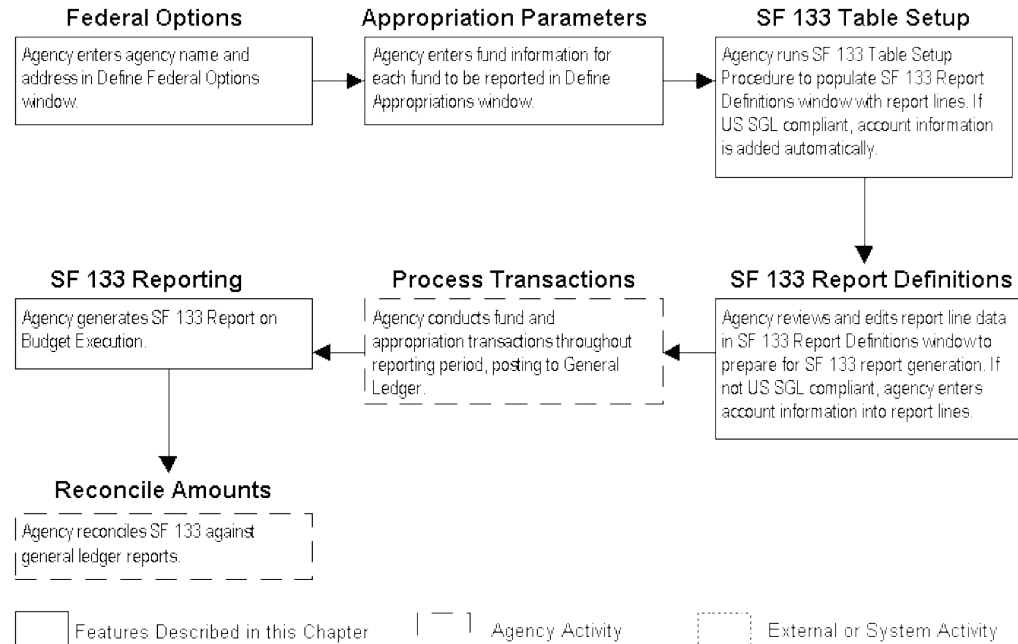 Federal Options
Agency enters agency name and
address in Define Federal Options
window.
Appropriation Parameters
Agency enters fund information for
each fund to be reported in Define
Appropriations window.
SF 133 Table Setup
Agency runs SF 133 Table Setup
Procedure to populate SF 133 Report
Definitions window with report lines. If
US SGL compliant, account information
is added automatically.
SF 133 Report Definitions
Agency reviews and edits report line data
in SF 133 Report Definitions window to
prepare for SF 133 report generation. If
not US SGL compliant, agency enters
account information into report lines.
Process Transactions
Agency conducts fund and
appropriation transactions throughout
reporting period, posting to General
Ledger.
SF 133 Reporting
Agency generates SF 133 Report on
Budget Execution.
Reconcile Amounts
Agency reconciles SF 133 against
general ledger reports.
Features Described in this Chapter
Agency Activity
External or System Activity